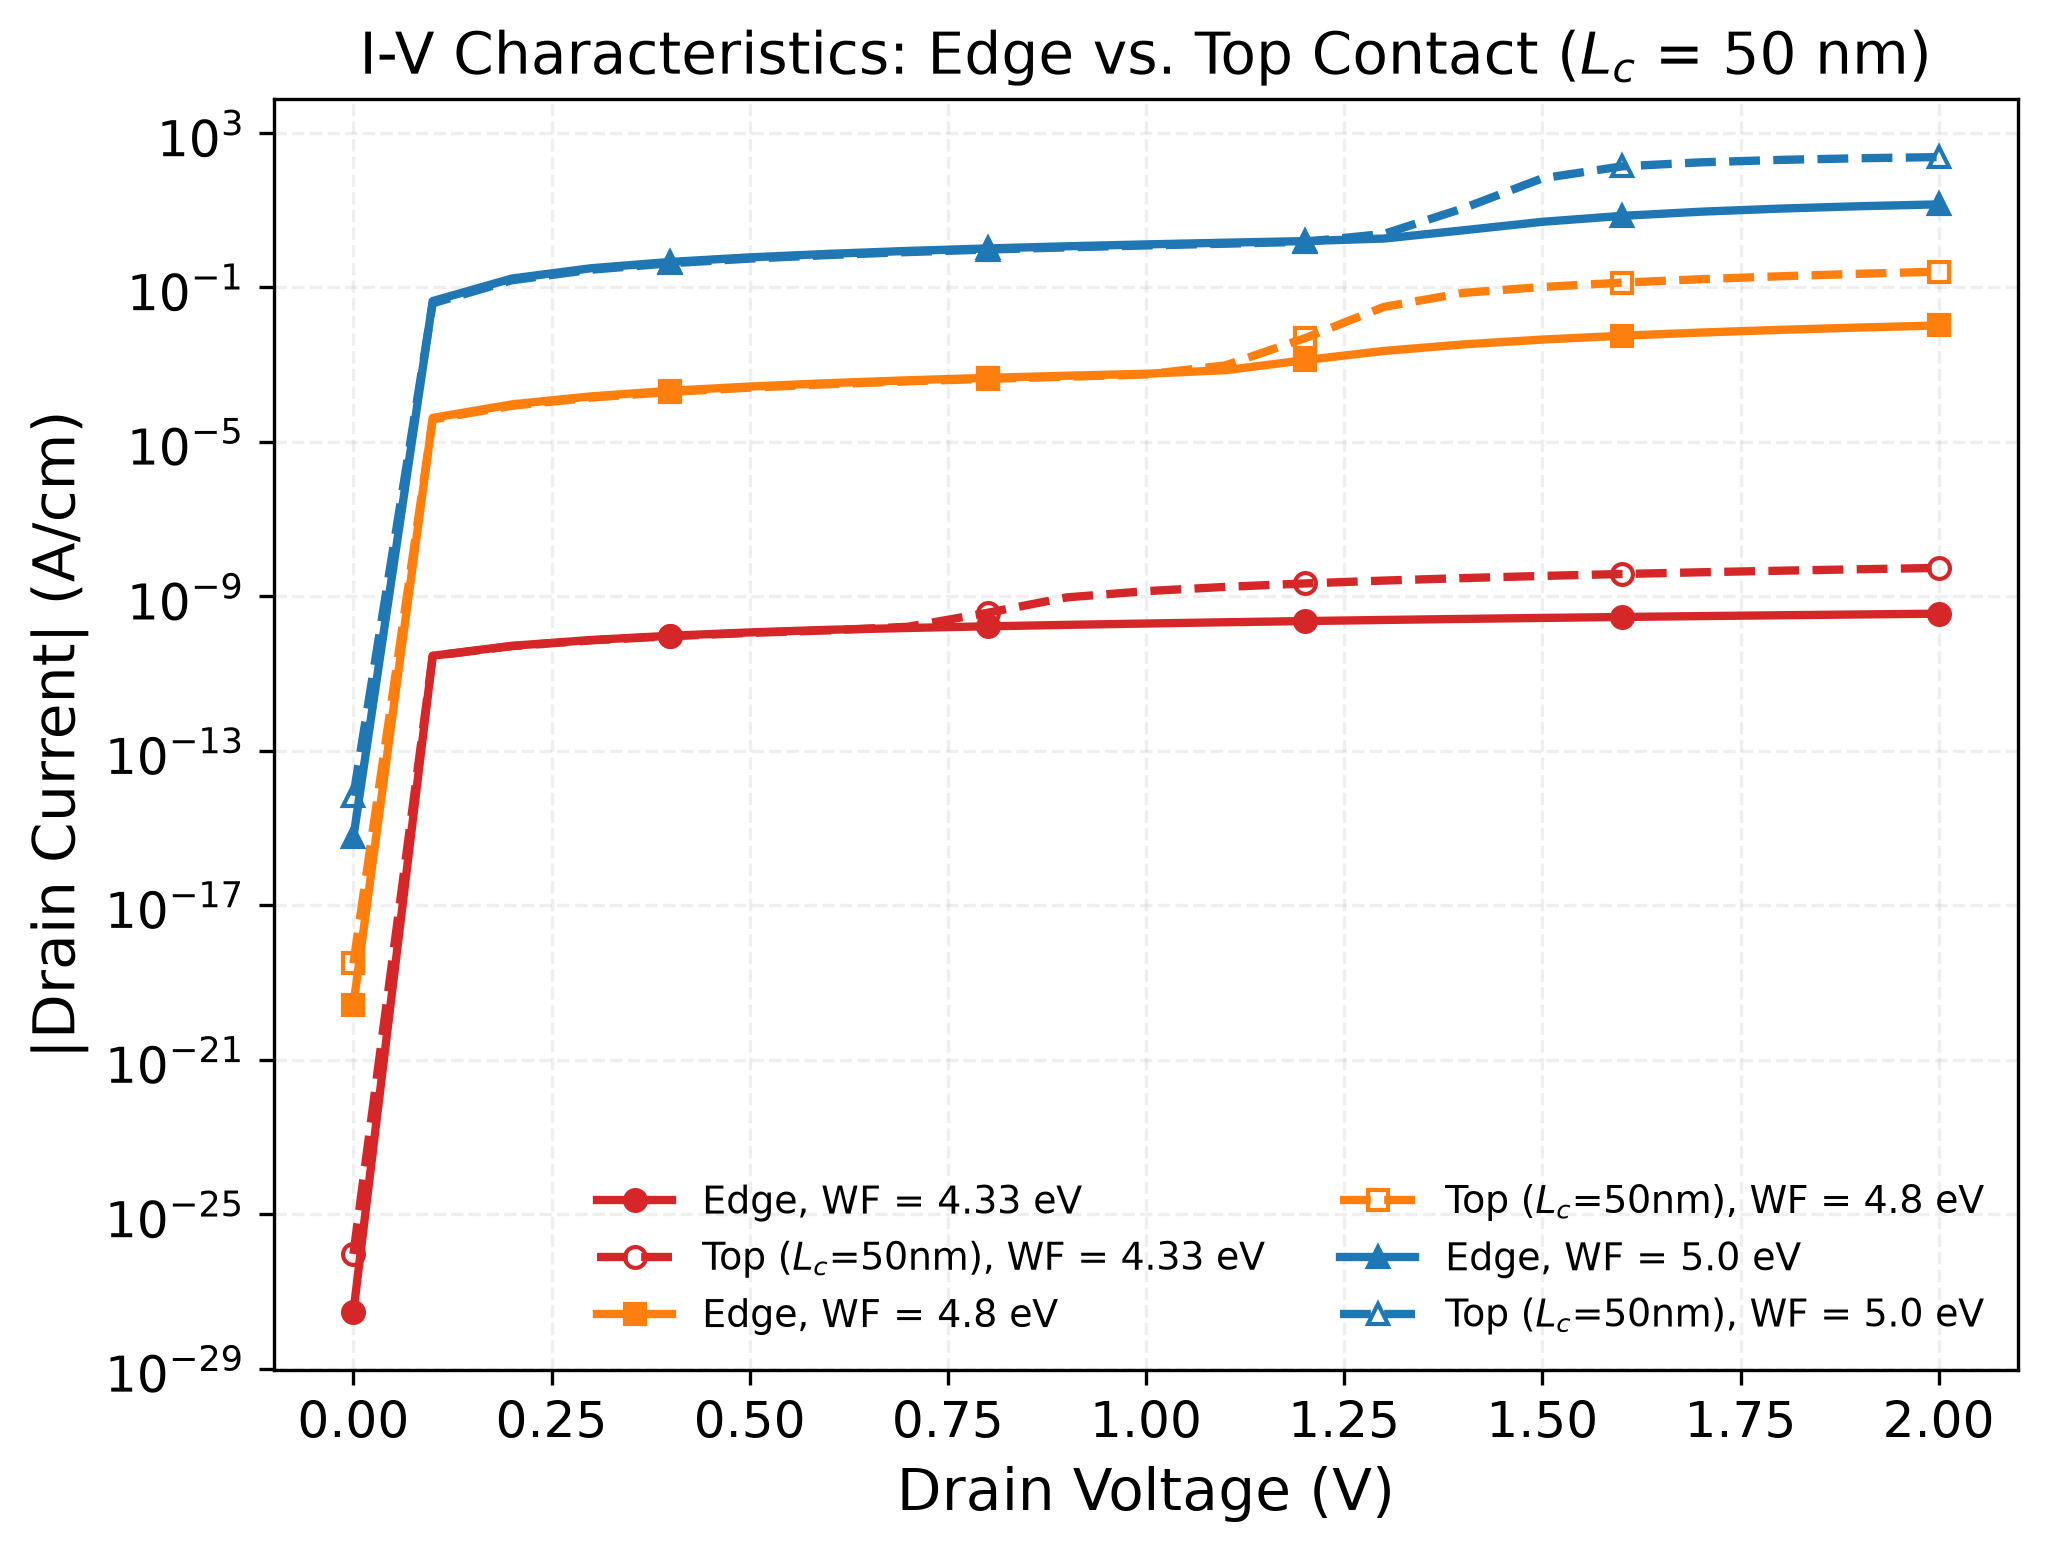 I-V Characteristics: Edge vs. Top Contact (L_c = 50 nm)
|Drain Current| (A/cm)
10^3
10^−1
10^−5
10^−9
10^−13
10^−17
10^−21
10^−25
10^−29
Edge, WF = 4.33 eV
Top (L_c=50nm), WF = 4.33 eV
Edge, WF = 4.8 eV
Top (L_c=50nm), WF = 4.8 eV
Edge, WF = 5.0 eV
Top (L_c=50nm), WF = 5.0 eV
0.00 0.25 0.50 0.75 1.00 1.25 1.50 1.75 2.00
Drain Voltage (V)